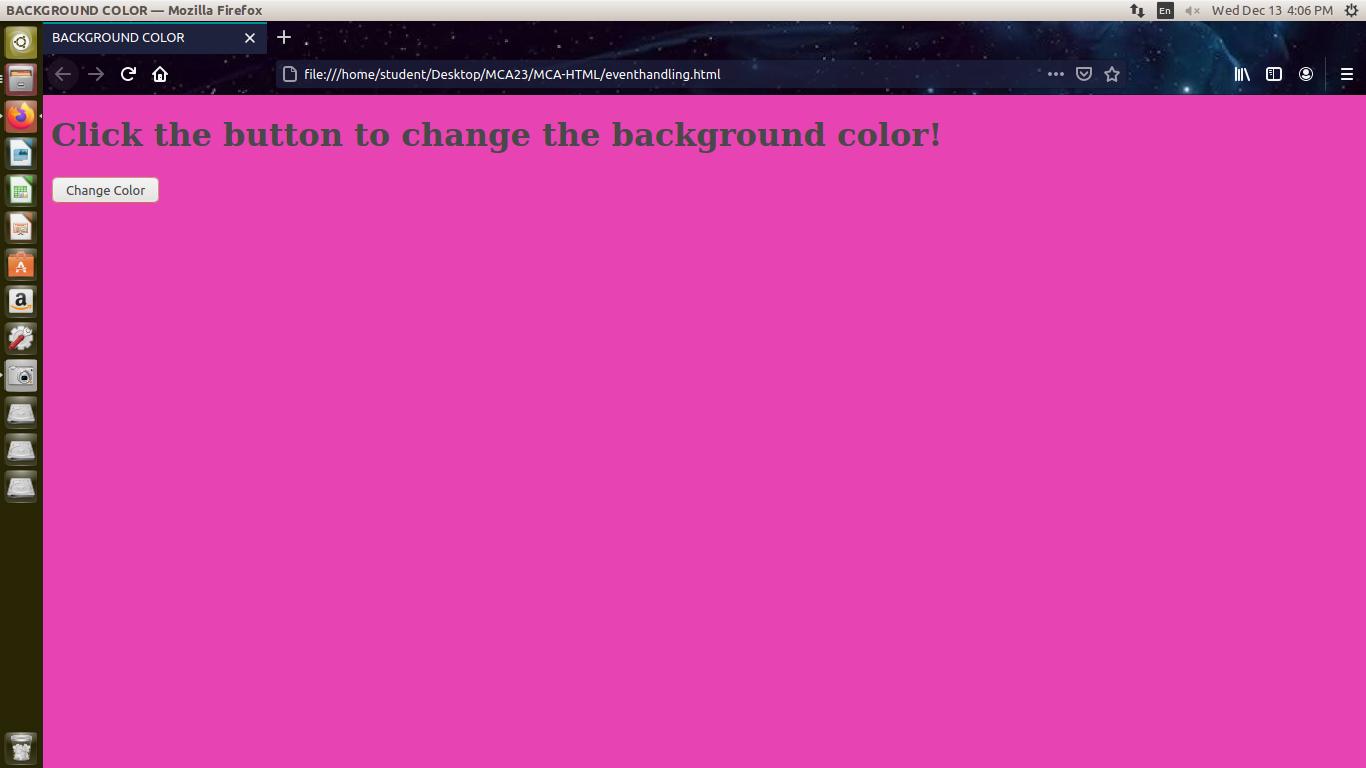 BACKGROUND COLOR — Mozilla Firefox
En
Wed Dec 13 4:06 PM
BACKGROUND COLOR
file:///home/student/Desktop/MCA23/MCA-HTML/eventhandling.html
Click the button to change the background color!
Change Color